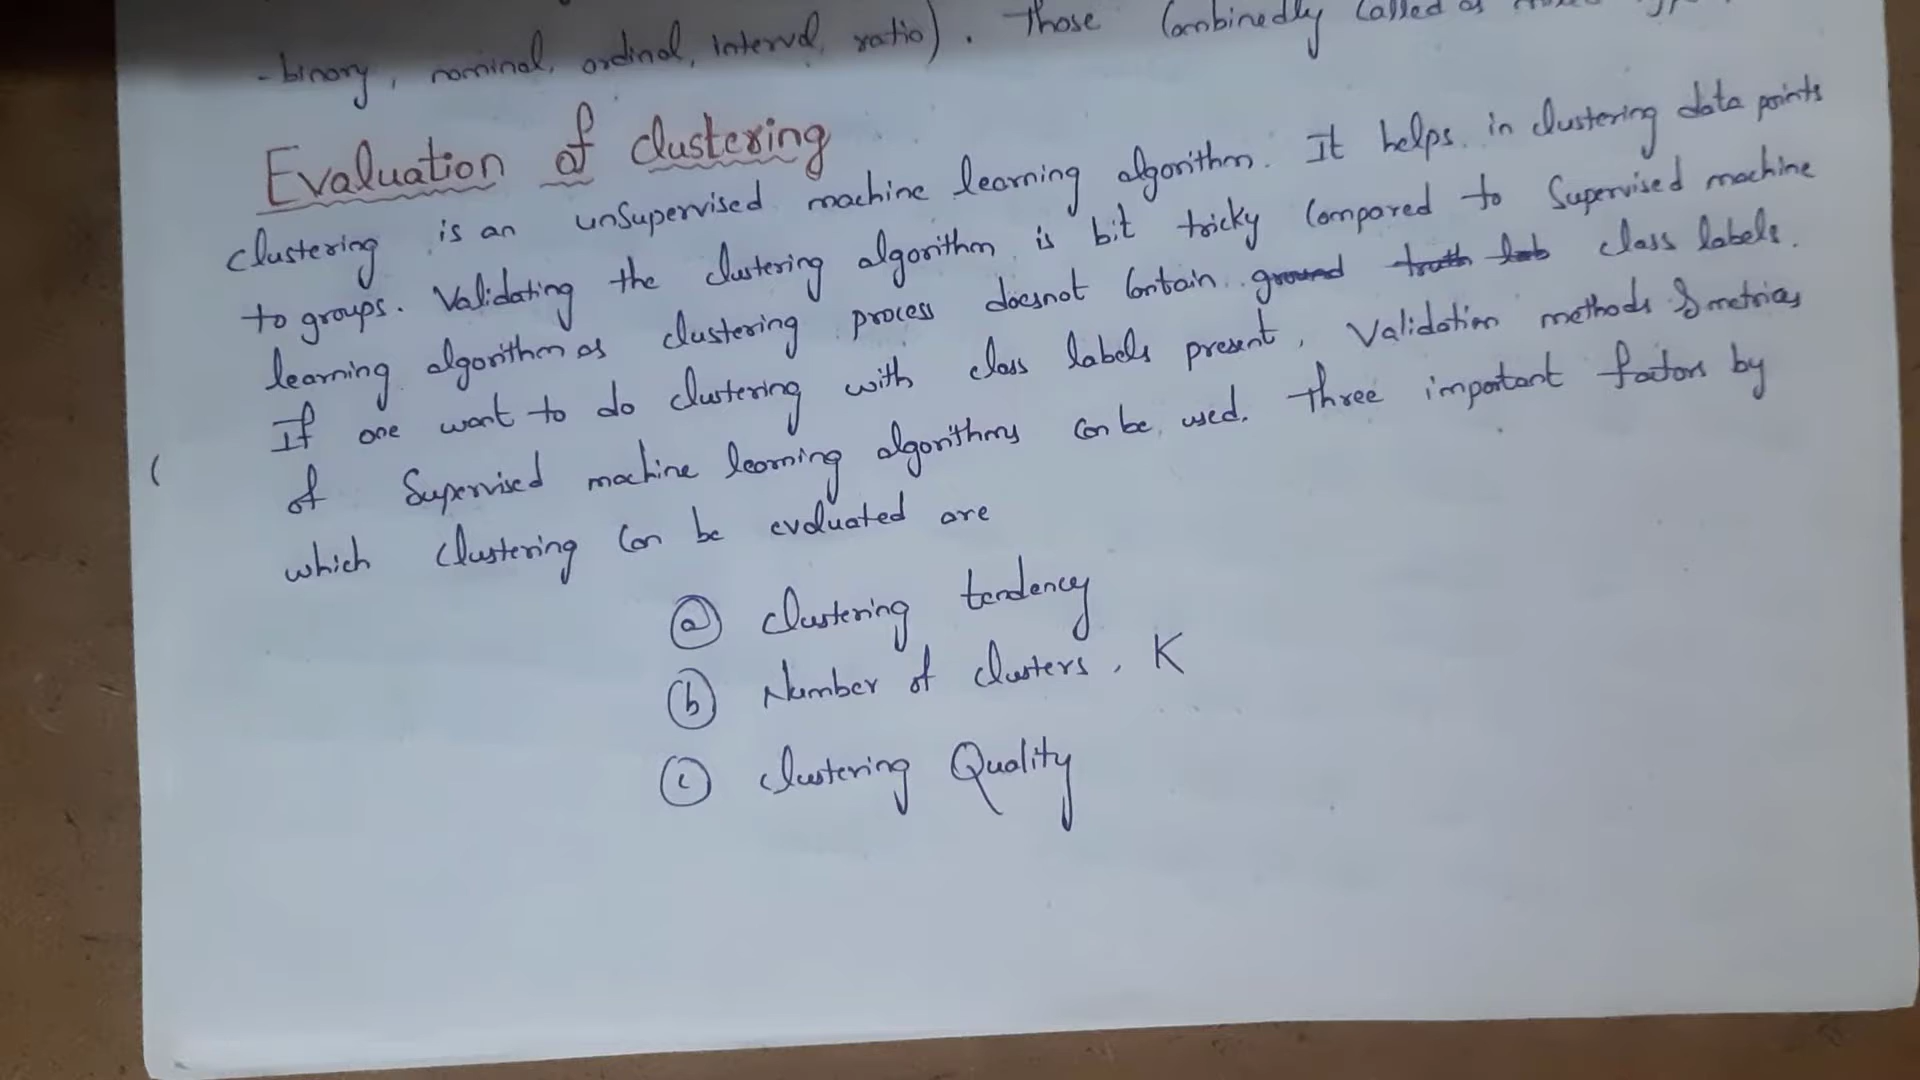 -binary, nominal, ordinal, interval, ratio). Those Combinedly Called as
Evaluation of clustering
Clustering is an unSupervised machine learning algorithm. It helps in clustering data points
to groups. Validating the clustering algorithm is bit tricky Compared to Supervised machine
learning algorithm as clustering process doesnot Contain ground truth lab class labels.
If one want to do clustering with class labels present, Validation methods & metrics
of Supervised machine learning algorithms Can be used. Three important factors by
which Clustering Can be evaluated are
(a) Clustering tendency
(b) Number of clusters, K
(c) Clustering Quality